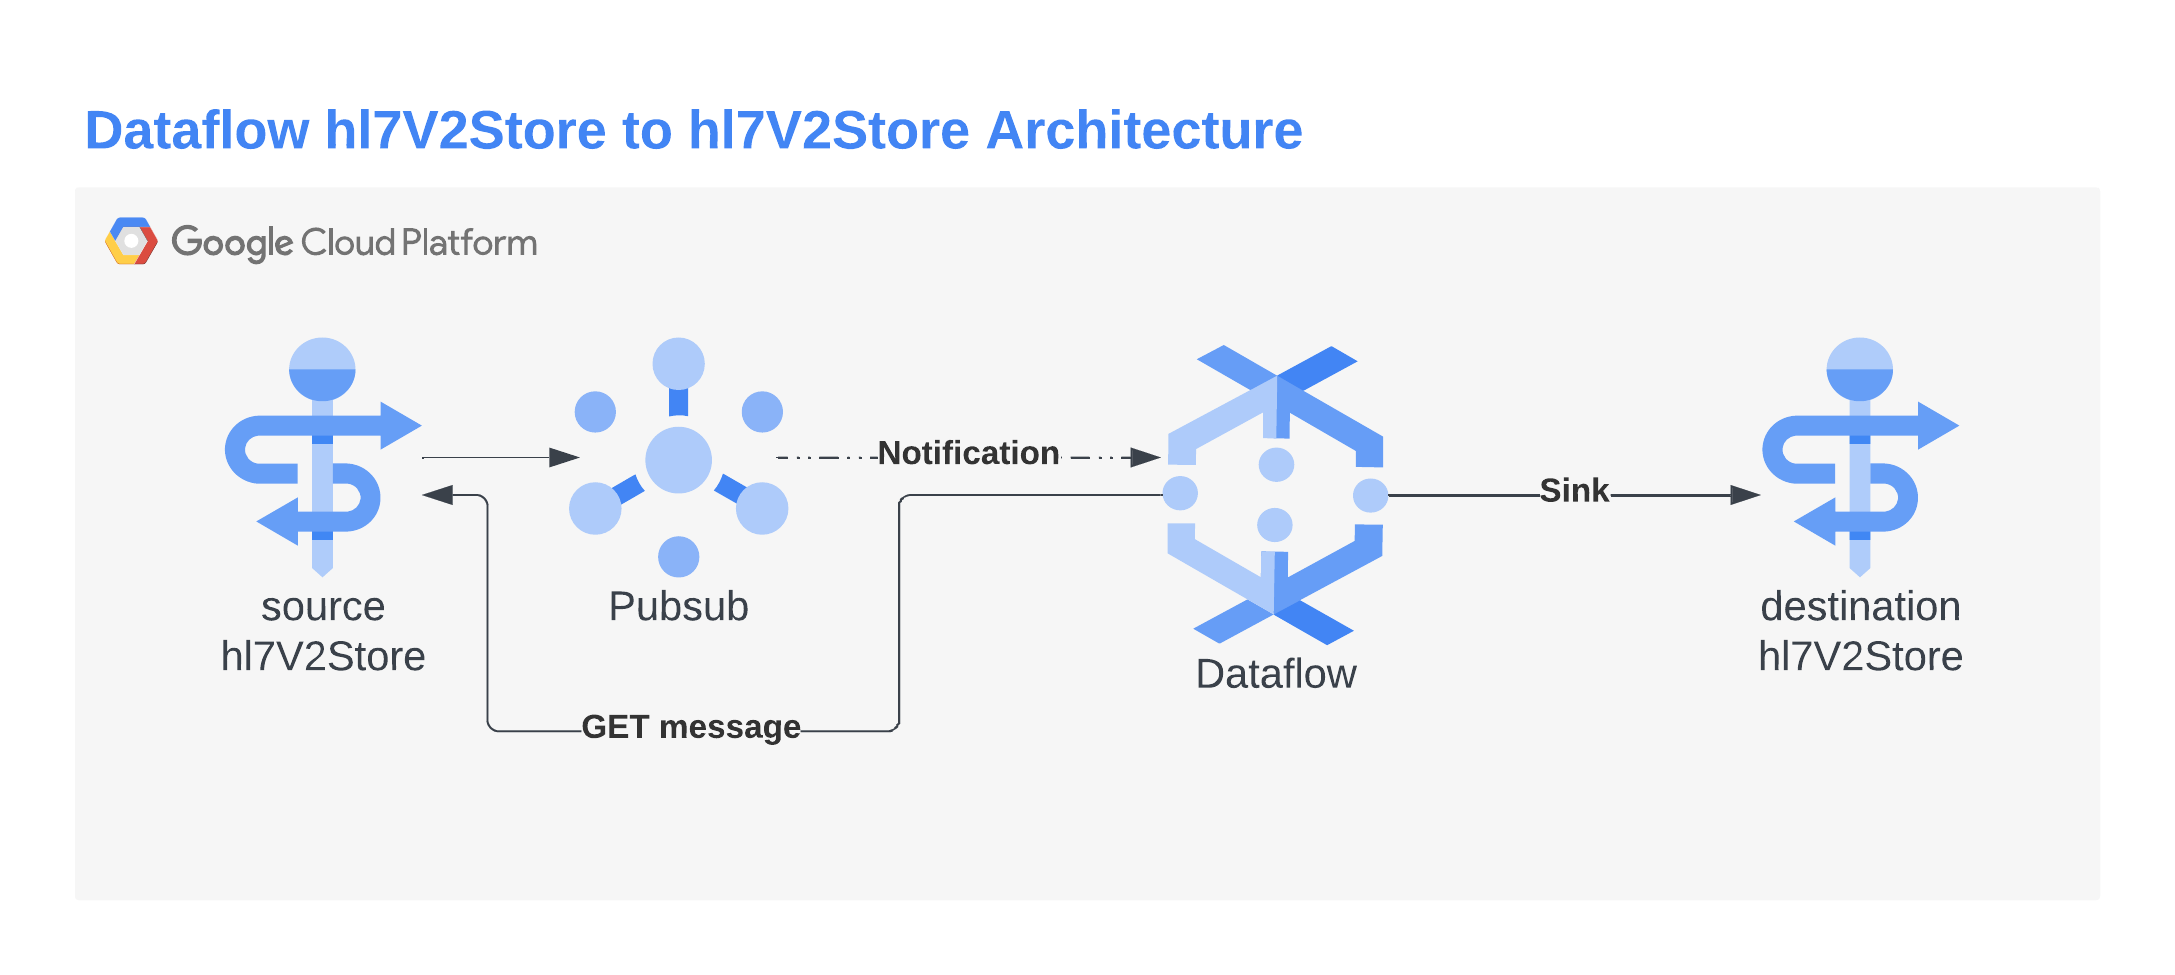 Dataflow hl7V2Store to hl7V2Store Architecture
Google Cloud Platform
Notification
Sink
source
hl7V2Store
Pubsub
Dataflow
destination
hl7V2Store
GET message